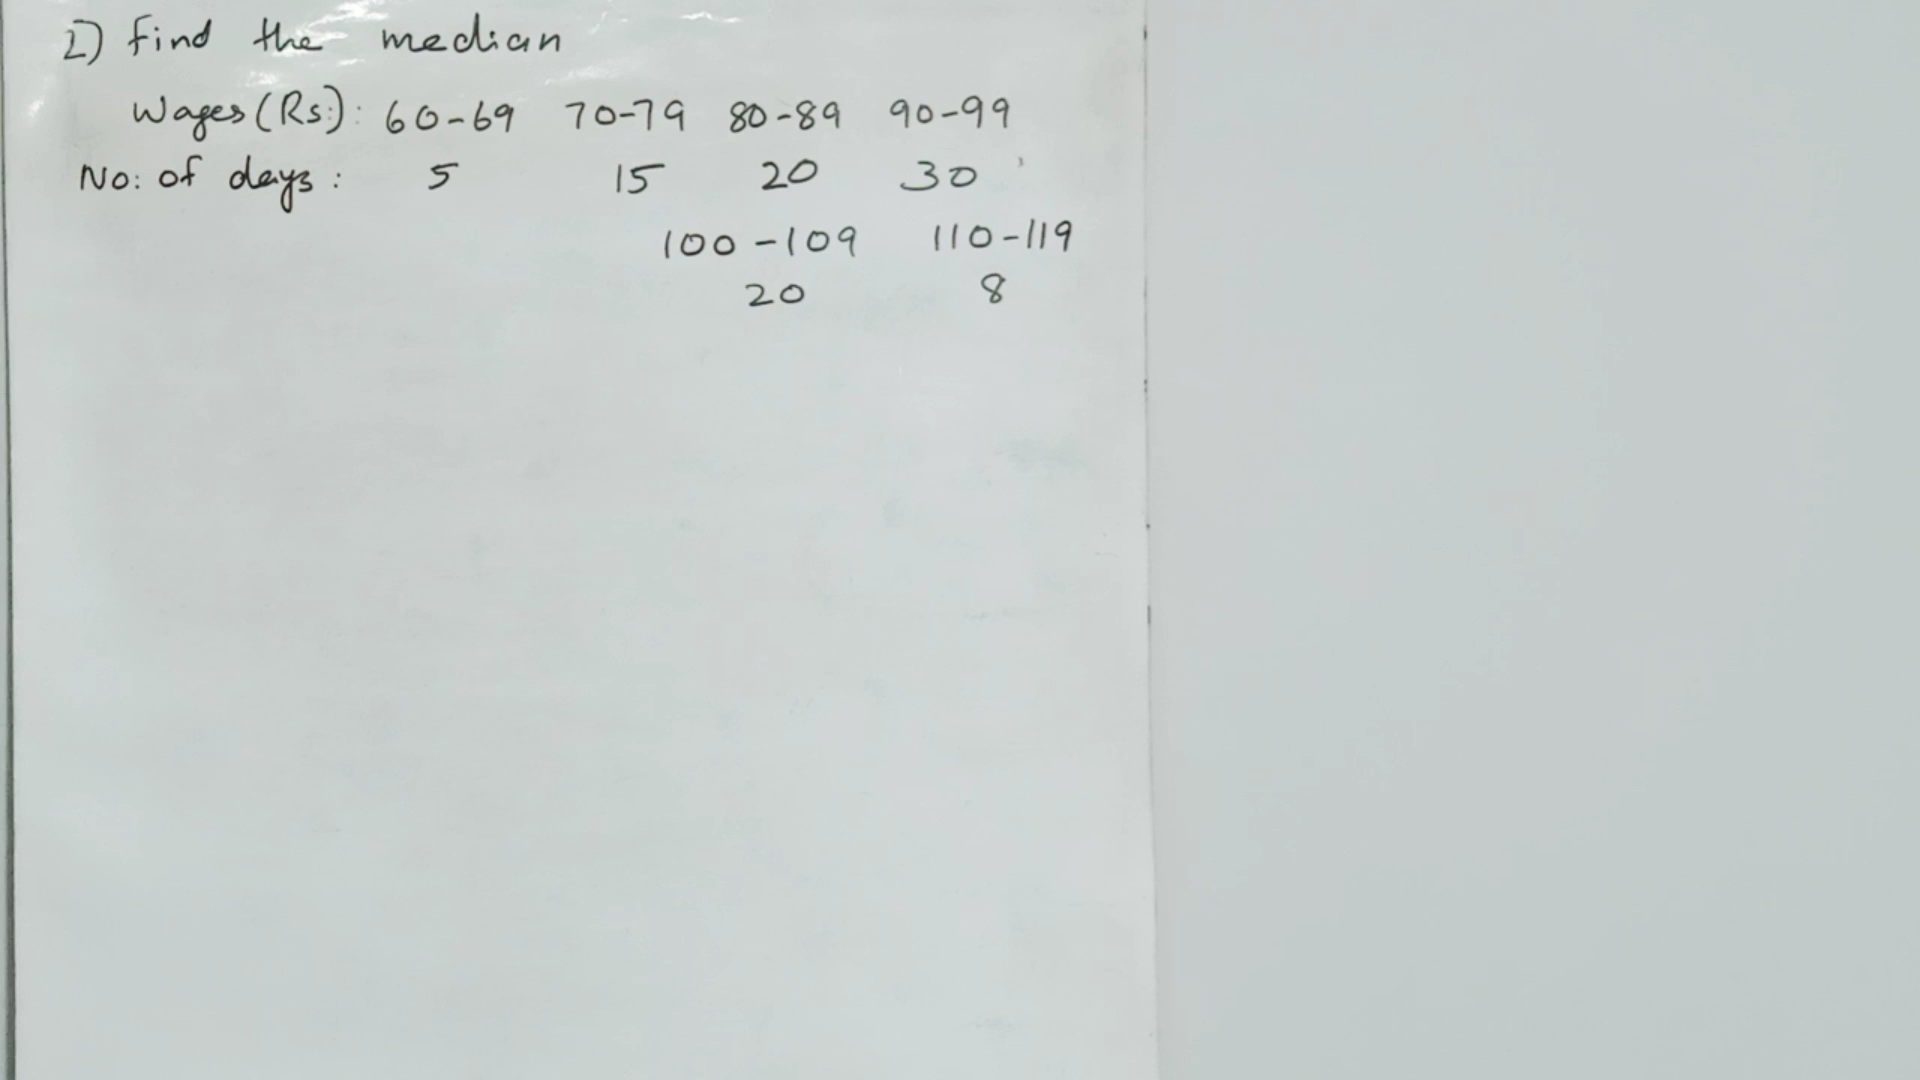 2) Find the median
Wages (Rs.): 60-69 70-79 80-89 90-99
No: of days: 5 15 20 30
100-109 110-119
20 8